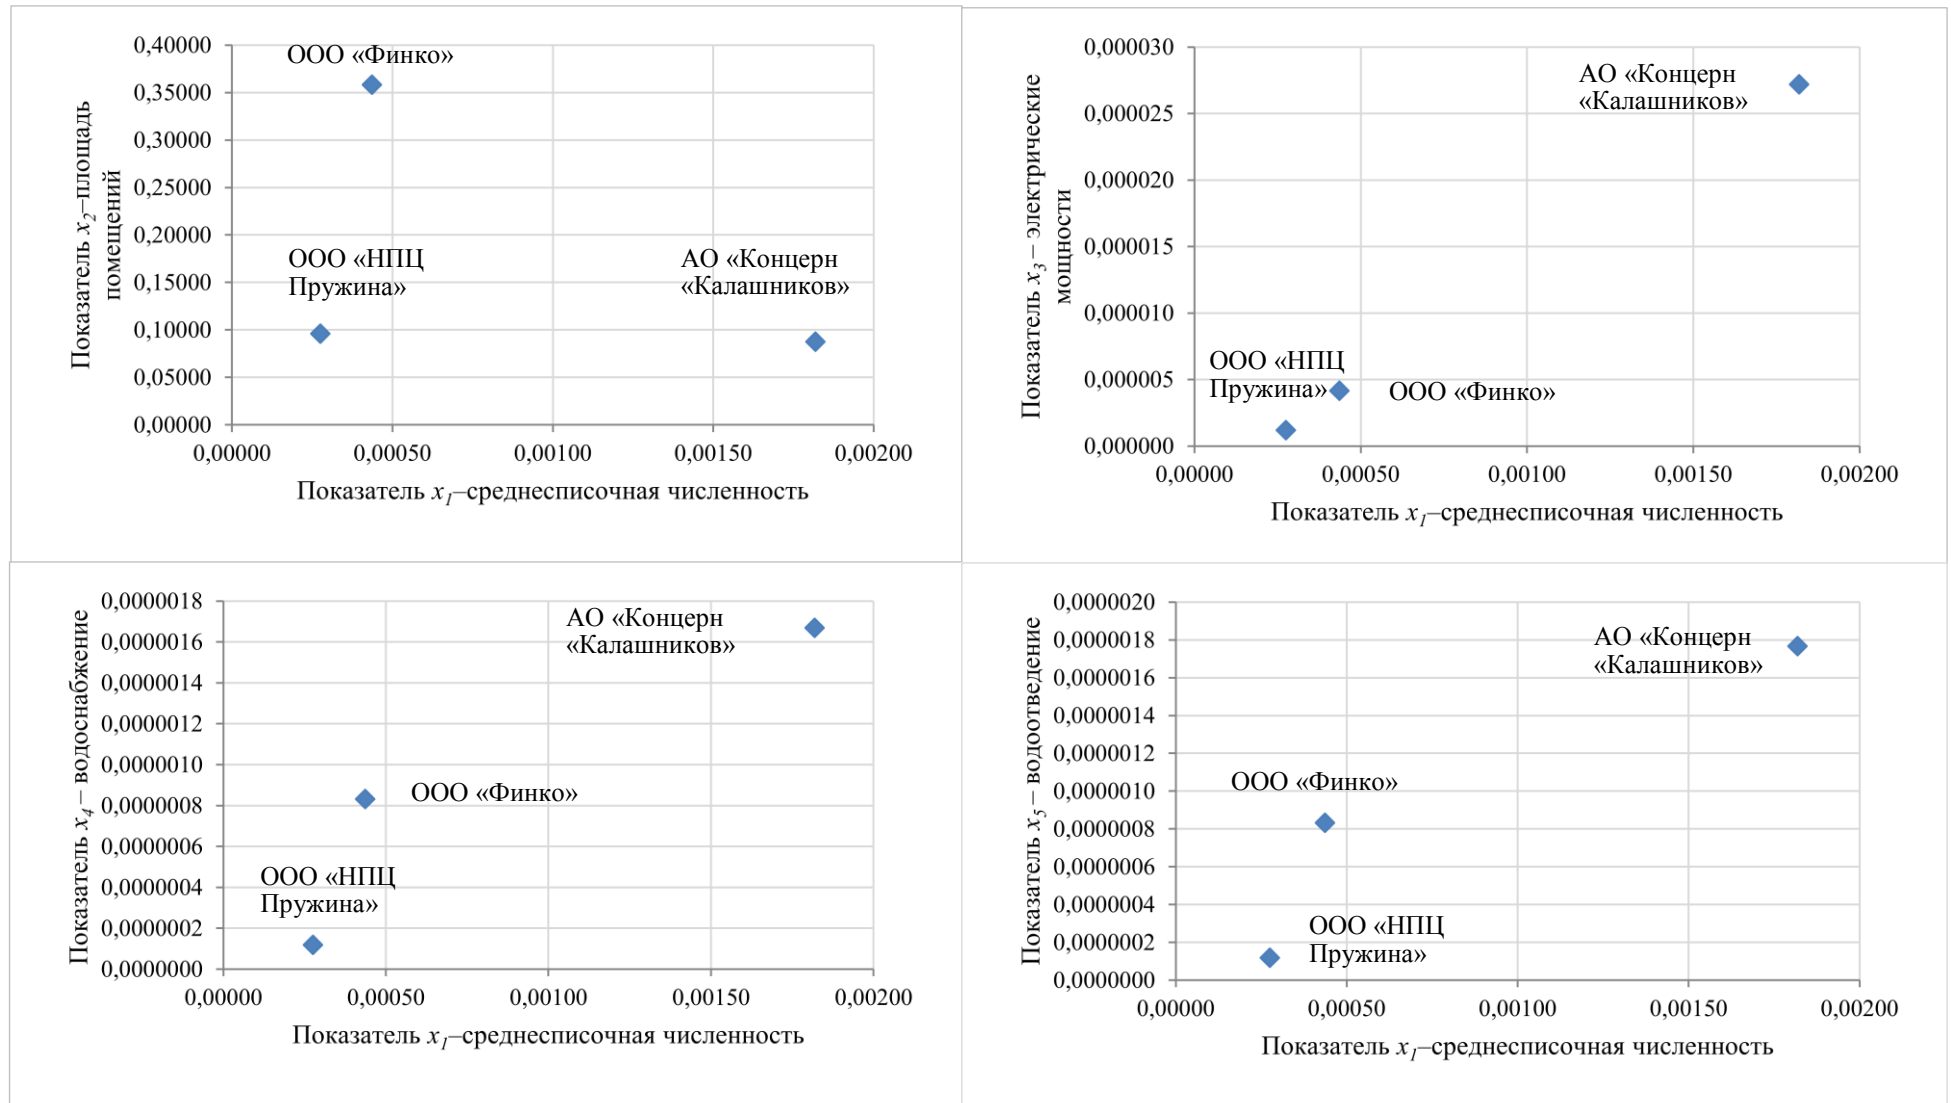 0,40000
0,35000
0,30000
0,25000
0,20000
0,15000
0,10000
0,05000
0,00000
Показатель x2–площадь
помещений
ООО «Финко»
ООО «НПЦ
Пружина»
АО «Концерн
«Калашников»
0,00000 0,00050 0,00100 0,00150 0,00200
Показатель x1–среднесписочная численность
0,000030
0,000025
0,000020
0,000015
0,000010
0,000005
0,000000
Показатель x3 – электрические
мощности
АО «Концерн
«Калашников»
ООО «НПЦ
Пружина»
ООО «Финко»
0,00000 0,00050 0,00100 0,00150 0,00200
Показатель x1–среднесписочная численность
0,0000018
0,0000016
0,0000014
0,0000012
0,0000010
0,0000008
0,0000006
0,0000004
0,0000002
0,0000000
Показатель x4 – водоснабжение
АО «Концерн
«Калашников»
ООО «Финко»
ООО «НПЦ
Пружина»
0,00000 0,00050 0,00100 0,00150 0,00200
Показатель x1–среднесписочная численность
0,0000020
0,0000018
0,0000016
0,0000014
0,0000012
0,0000010
0,0000008
0,0000006
0,0000004
0,0000002
0,0000000
Показатель x5 – водоотведение
АО «Концерн
«Калашников»
ООО «Финко»
ООО «НПЦ
Пружина»
0,00000 0,00050 0,00100 0,00150 0,00200
Показатель x1–среднесписочная численность